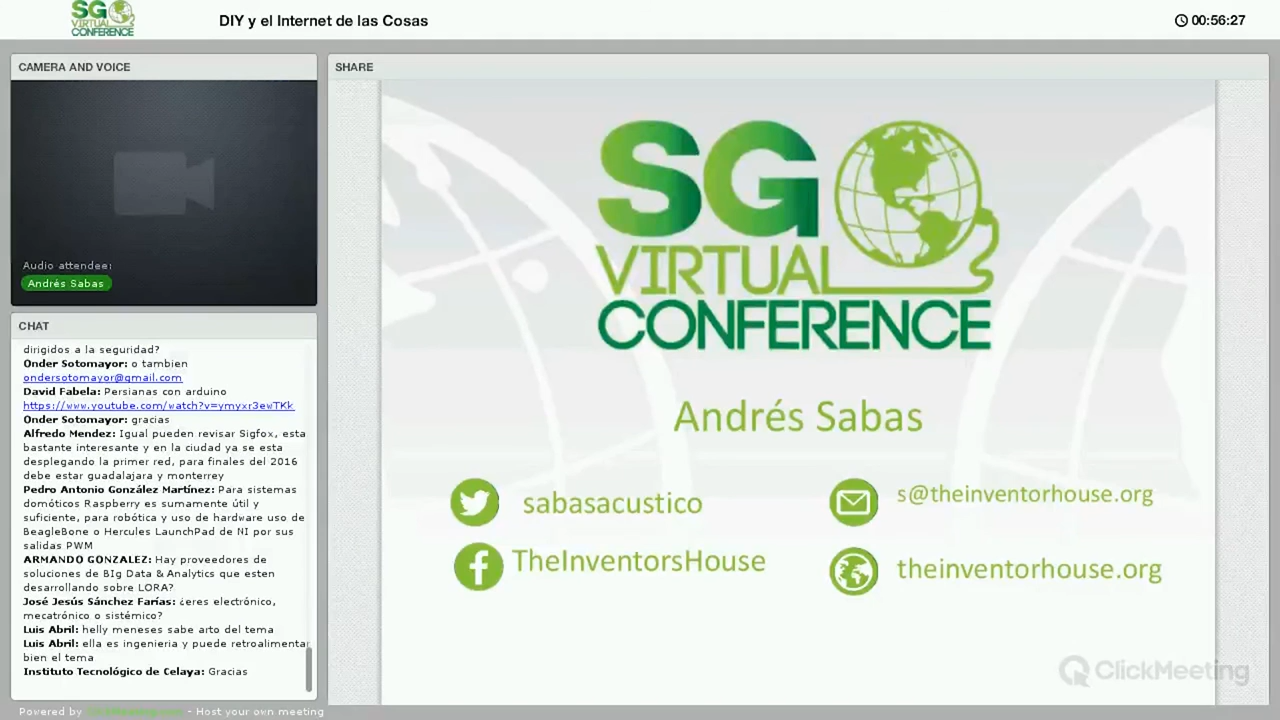 SG
VIRTUAL
CONFERENCE
DIY y el Internet de las Cosas
00:56:27
CAMERA AND VOICE
Audio attendee:
Andrés Sabas
CHAT
dirigidos a la seguridad?
Onder Sotomayor: o tambien
ondersotomayor@gmail.com
David Fabela: Persianas con arduino
https://www.youtube.com/watch?v=ymyxr3ewTKk
Onder Sotomayor: gracias
Alfredo Mendez: Igual pueden revisar Sigfox, esta
bastante interesante y en la ciudad ya se esta
desplegando la primer red, para finales del 2016
debe estar guadalajara y monterrey
Pedro Antonio González Martínez: Para sistemas
domóticos Raspberry es sumamente útil y
suficiente, para robótica y uso de hardware uso de
BeagleBone o Hercules LaunchPad de NI por sus
salidas PWM
ARMANDO GONZALEZ: Hay proveedores de
soluciones de BIg Data & Analytics que esten
desarrollando sobre LORA?
José Jesús Sánchez Farías: ¿eres electrónico,
mecatrónico o sistémico?
Luis Abril: helly meneses sabe arto del tema
Luis Abril: ella es ingenieria y puede retroalimentar
bien el tema
Instituto Tecnológico de Celaya: Gracias
Powered by ClickMeeting.com - Host your own meeting
SHARE
SG
VIRTUAL
CONFERENCE
Andrés Sabas
sabasacustico
s@theinventorhouse.org
TheInventorsHouse
theinventorhouse.org
ClickMeeting